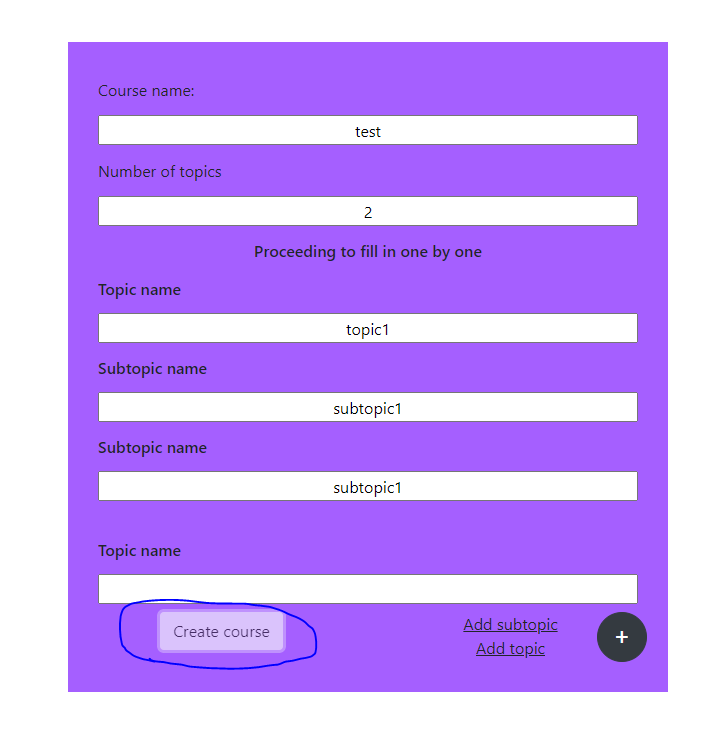 Course name:
test
Number of topics
2
Proceeding to fill in one by one
Topic name
topic1
Subtopic name
subtopic1
Subtopic name
subtopic1
Topic name
Create course
Add subtopic
Add topic
+